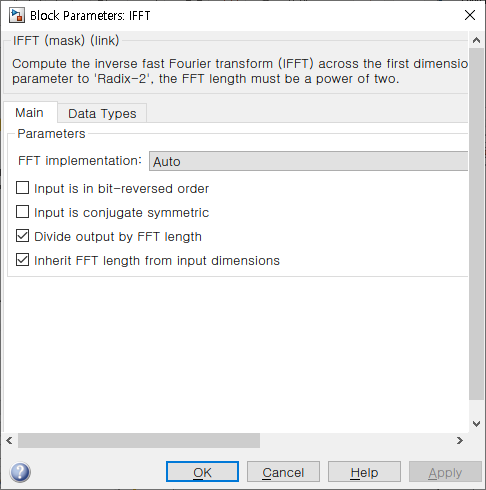 Block Parameters: IFFT
IFFT (mask) (link)
Compute the inverse fast Fourier transform (IFFT) across the first dimensio
parameter to 'Radix-2', the FFT length must be a power of two.
Main Data Types
Parameters
FFT implementation: Auto
Input is in bit-reversed order
Input is conjugate symmetric
Divide output by FFT length
Inherit FFT length from input dimensions
OK Cancel Help Apply